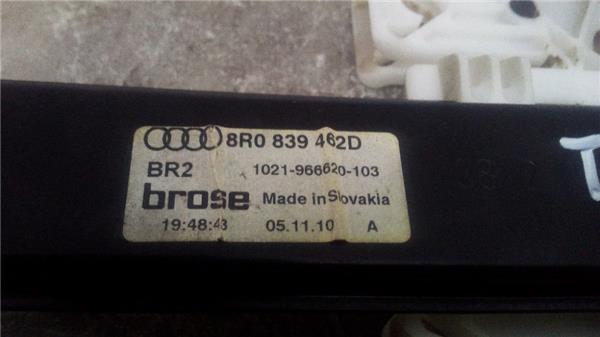 8R0 839 462D
BR2 1021-966620-103
brose Made in Slovakia
19:48:43 05.11.10 A